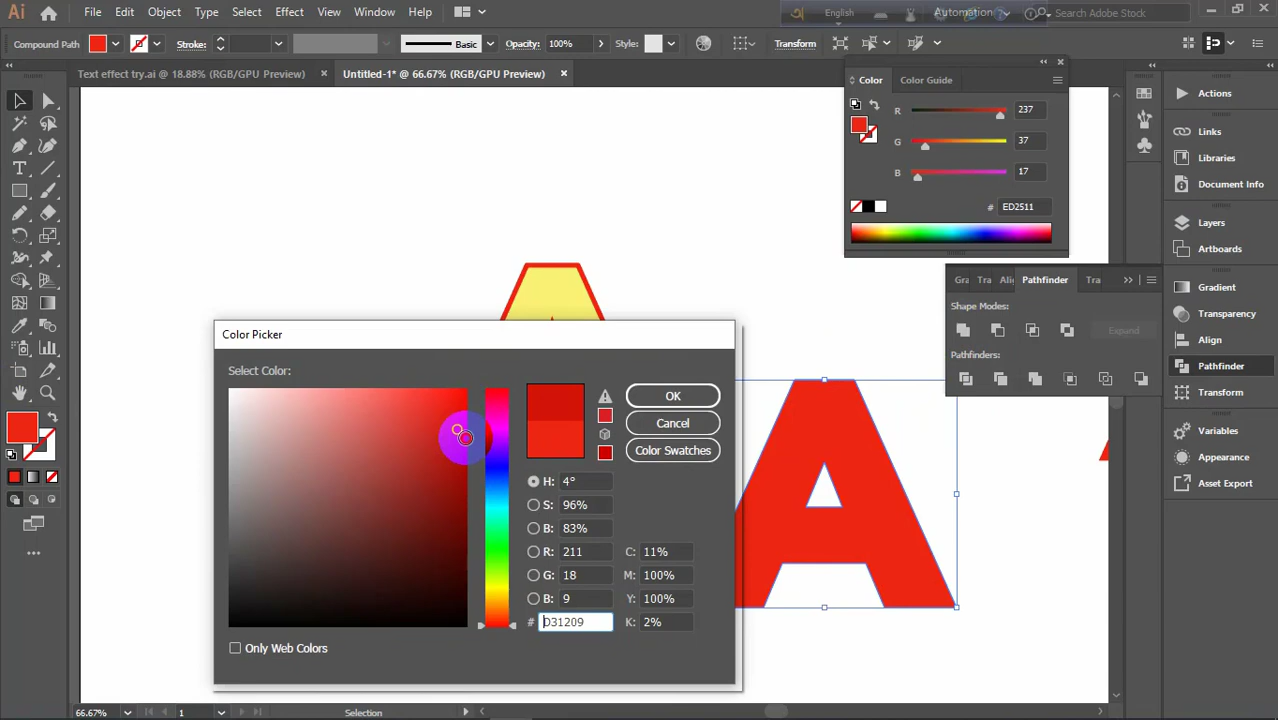 Ai File Edit Object Type Select Effect View Window Help English Automation Search Adobe Stock
Compound Path Stroke: Basic Opacity: 100% Style: Transform
Text effect try.ai @ 18.88% (RGB/GPU Preview) × Untitled-1* @ 66.67% (RGB/GPU Preview) ×
Color Color Guide
R 237
G 37
B 17
# ED2511
Gra Tra Alig Pathfinder Tra
Shape Modes:
Expand
Pathfinders:
Actions
Links
Libraries
Document Info
Layers
Artboards
Gradient
Transparency
Align
Pathfinder
Transform
Variables
Appearance
Asset Export
A
A
Color Picker
Select Color:
OK
Cancel
Color Swatches
H: 4°
S: 96%
B: 83%
R: 211 C: 11%
G: 18 M: 100%
B: 9 Y: 100%
# D31209 K: 2%
Only Web Colors
66.67% 1 Selection